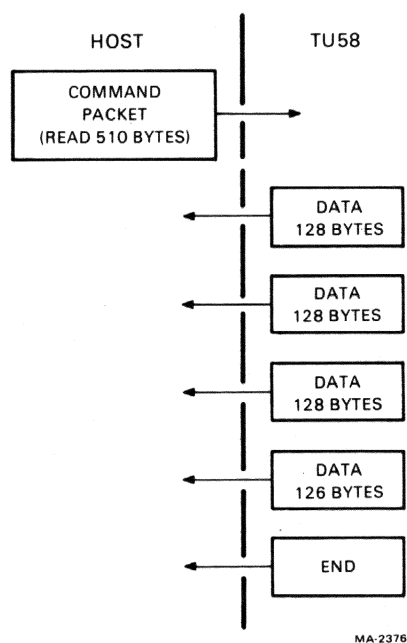 HOST
TU58
COMMAND
PACKET
(READ 510 BYTES)
DATA
128 BYTES
DATA
128 BYTES
DATA
128 BYTES
DATA
126 BYTES
END
MA-2376